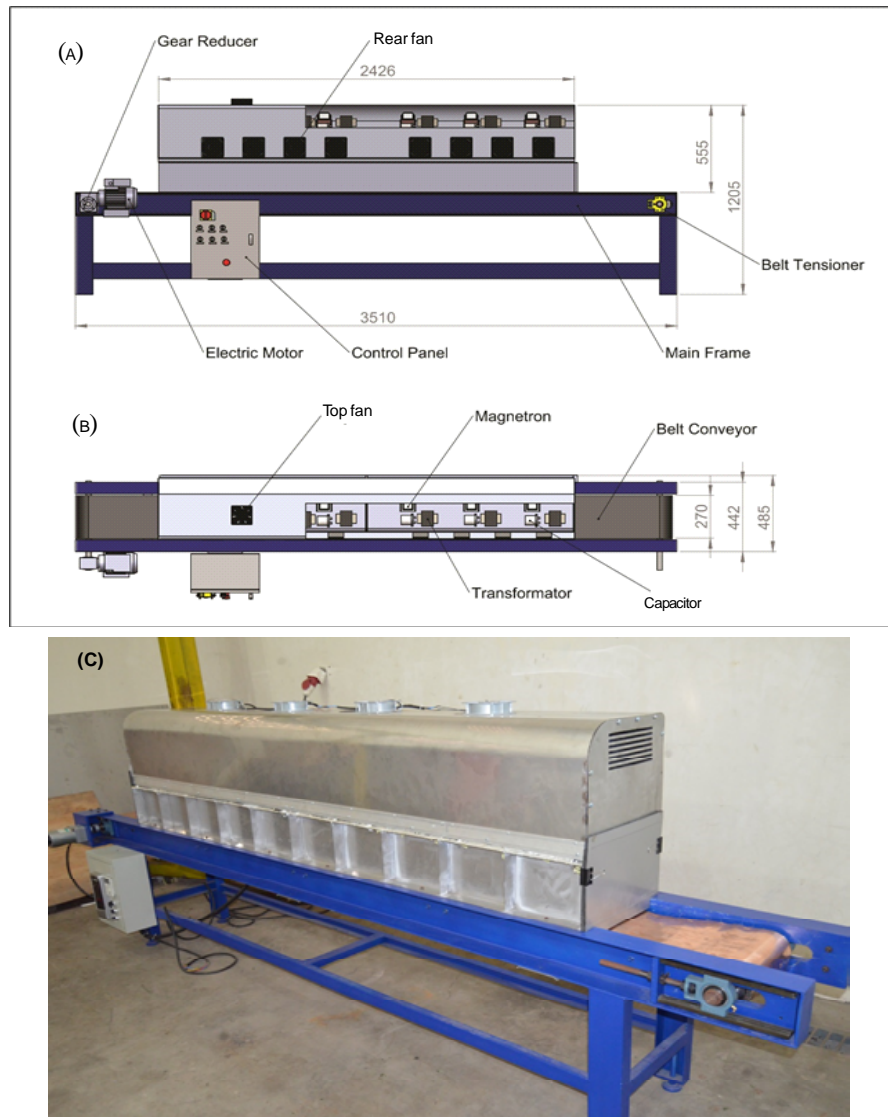 (A)
Gear Reducer
Rear fan
2426
555
1205
Belt Tensioner
3510
Electric Motor
Control Panel
Main Frame
(B)
Top fan
Magnetron
Belt Conveyor
270
442
485
Transformator
Capacitor
(C)